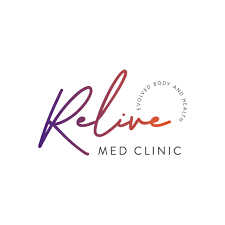 Relive
EVOLVED BODY AND HEALTH
MED CLINIC